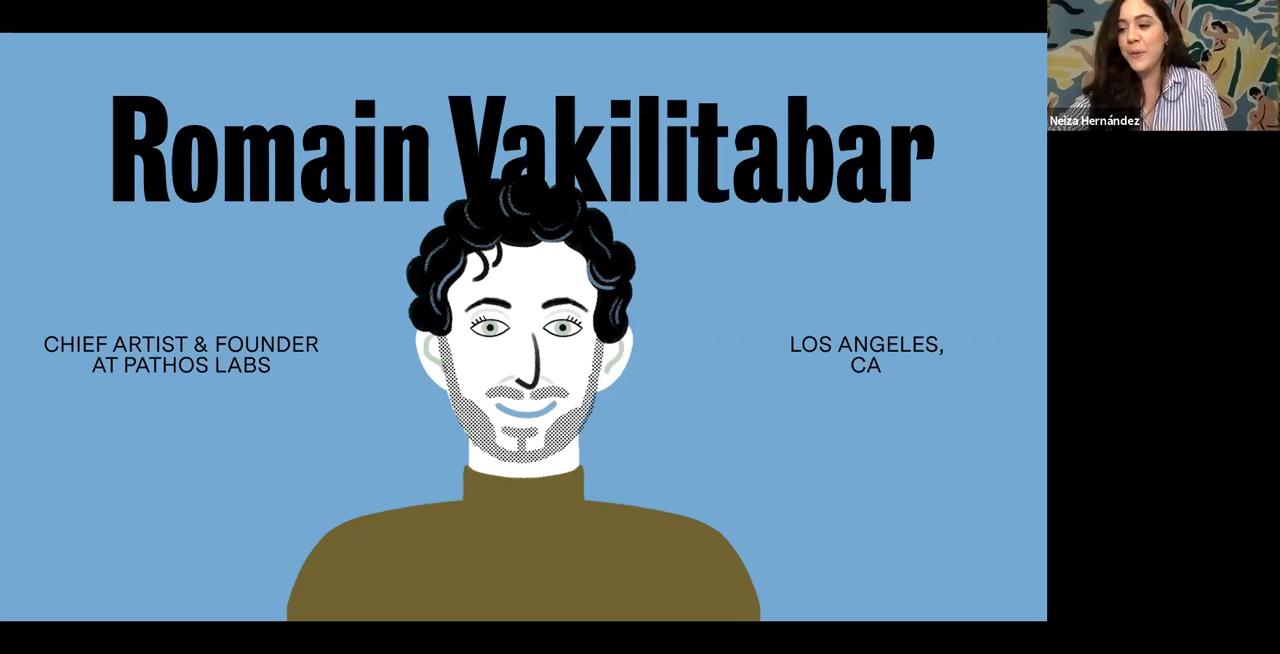 Romain Vakilitabar
CHIEF ARTIST & FOUNDER
AT PATHOS LABS
LOS ANGELES,
CA
Neiza Hernández